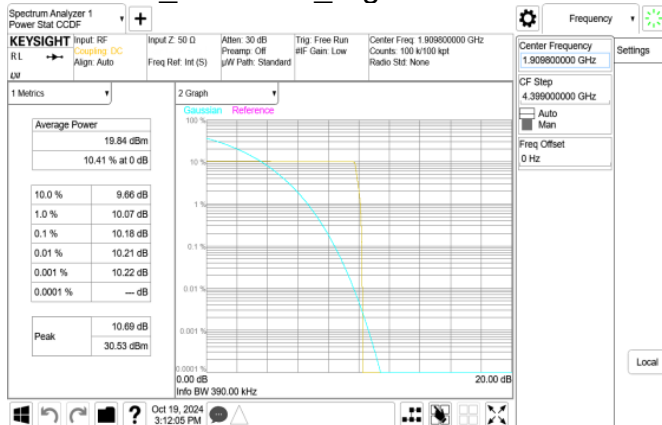 Spectrum Analyzer 1
Power Stat CCDF
+
Frequency
KEYSIGHT
RL
Input: RF
Coupling: DC
Align: Auto
Input Z: 50 Ω
Freq Ref: Int (S)
Atten: 30 dB
Preamp: Off
µW Path: Standard
Trig: Free Run
#IF Gain: Low
Center Freq: 1.909800000 GHz
Counts: 100 k/100 kpt
Radio Std: None
Center Frequency
1.909800000 GHz
Settings
CF Step
4.399000000 GHz
Auto
Man
Freq Offset
0 Hz
Local
1 Metrics
Average Power
19.84 dBm
10.41 % at 0 dB
10.0 % 9.66 dB
1.0 % 10.07 dB
0.1 % 10.18 dB
0.01 % 10.21 dB
0.001 % 10.22 dB
0.0001 % --- dB
Peak
10.69 dB
30.53 dBm
2 Graph
Gaussian Reference
100 %
10 %
1 %
0.1 %
0.01 %
0.001 %
0.0001 %
0.00 dB 20.00 dB
Info BW 390.00 kHz
?
Oct 19, 2024
3:12:05 PM